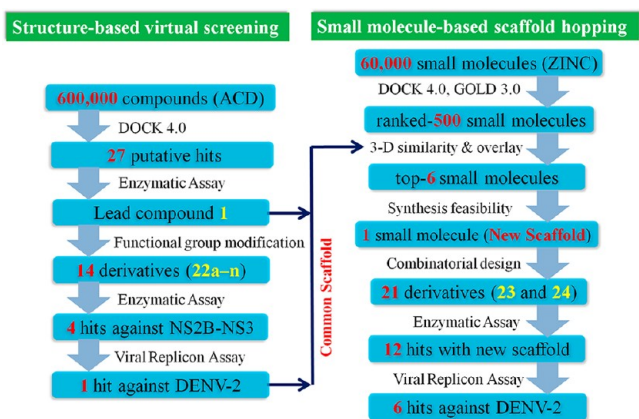 Structure-based virtual screening
600,000 compounds (ACD)
DOCK 4.0
27 putative hits
Enzymatic Assay
Lead compound 1
Functional group modification
14 derivatives (22a–n)
Enzymatic Assay
4 hits against NS2B-NS3
Viral Replicon Assay
1 hit against DENV-2
Common Scaffold
Small molecule-based scaffold hopping
60,000 small molecules (ZINC)
DOCK 4.0, GOLD 3.0
ranked-500 small molecules
3-D similarity & overlay
top-6 small molecules
Synthesis feasibility
1 small molecule (New Scaffold)
Combinatorial design
21 derivatives (23 and 24)
Enzymatic Assay
12 hits with new scaffold
Viral Replicon Assay
6 hits against DENV-2